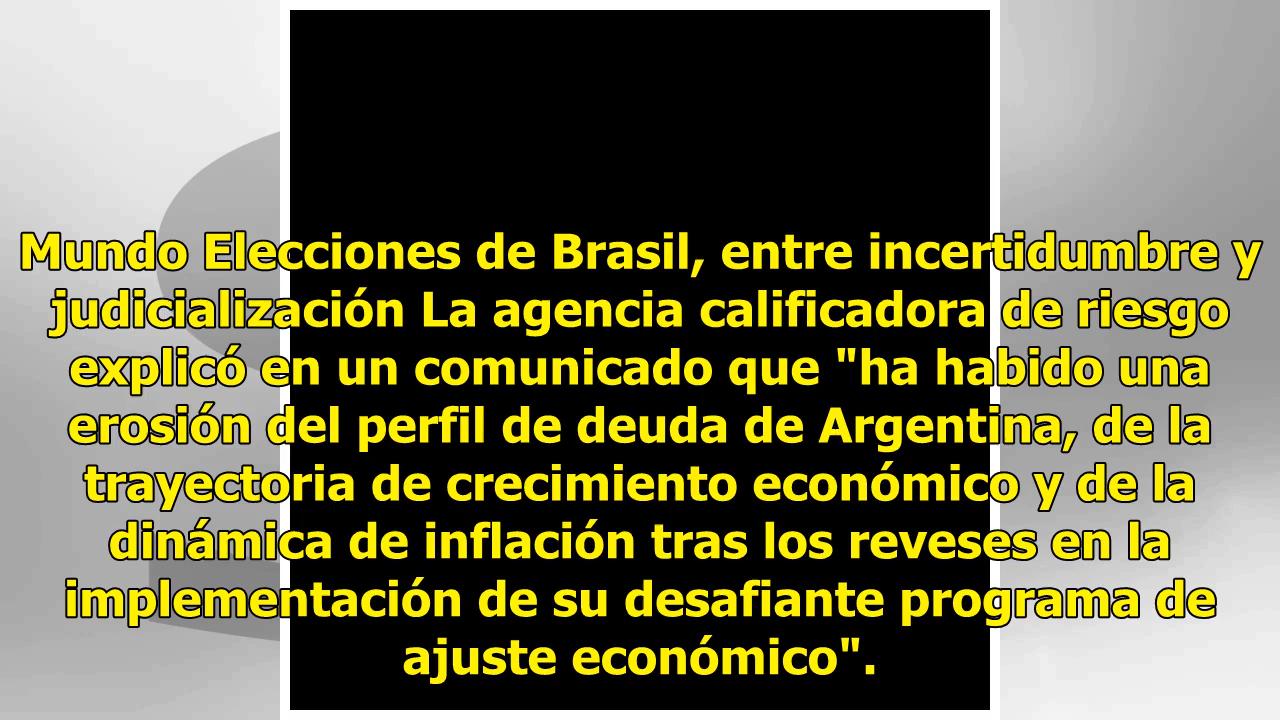 Mundo Elecciones de Brasil, entre incertidumbre y
judicialización La agencia calificadora de riesgo
explicó en un comunicado que "ha habido una
erosión del perfil de deuda de Argentina, de la
trayectoria de crecimiento económico y de la
dinámica de inflación tras los reveses en la
implementación de su desafiante programa de
ajuste económico".